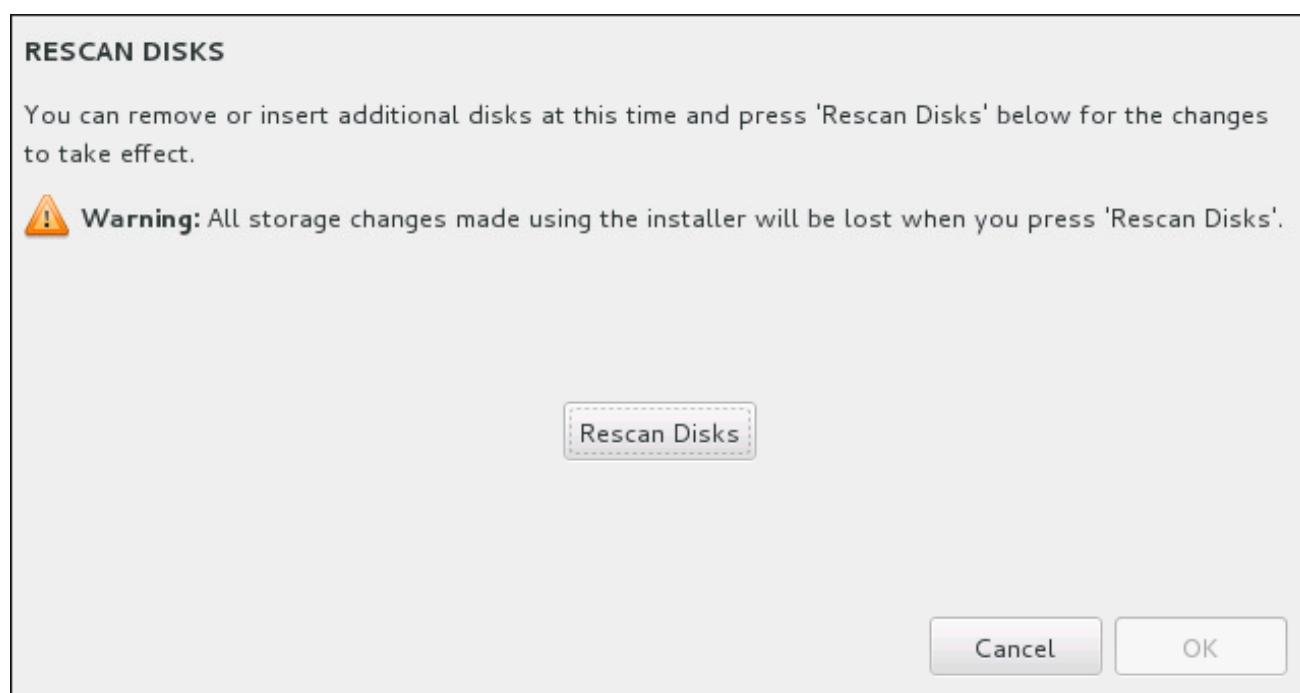 RESCAN DISKS
You can remove or insert additional disks at this time and press 'Rescan Disks' below for the changes
to take effect.
Warning: All storage changes made using the installer will be lost when you press 'Rescan Disks'.
Rescan Disks
Cancel
OK